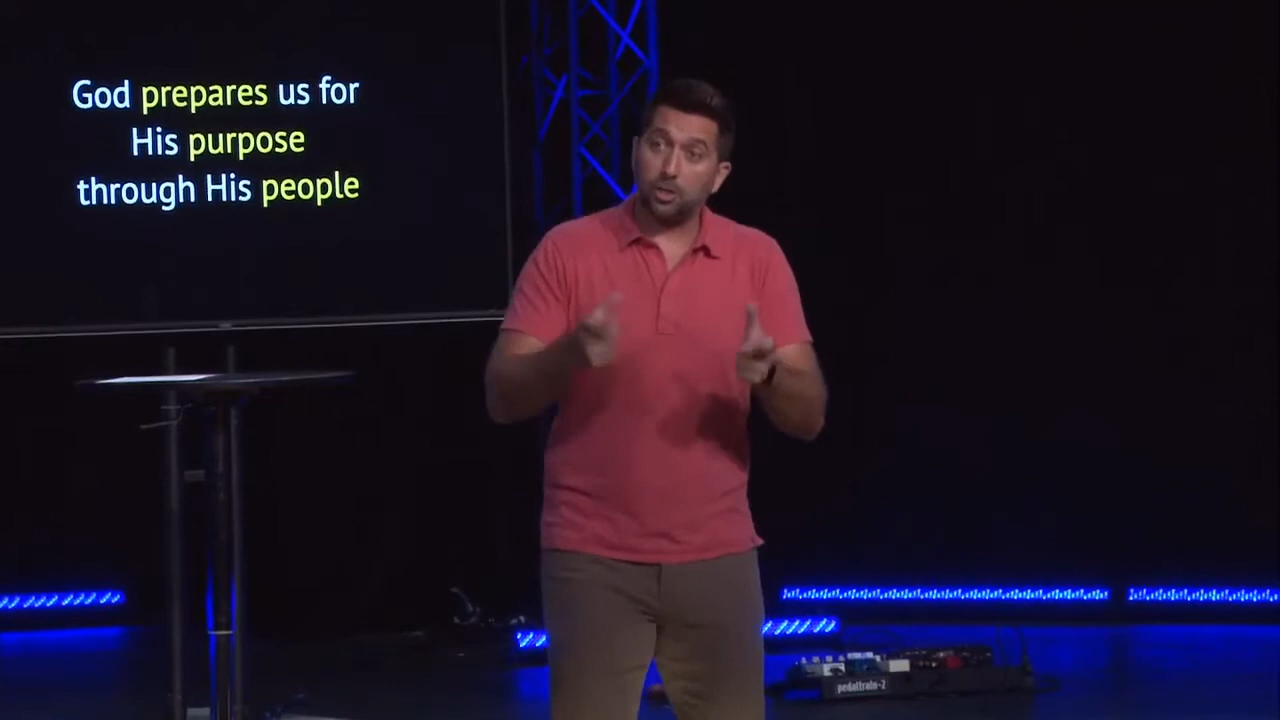 God prepares us for
His purpose
through His people
pedaltrain-2